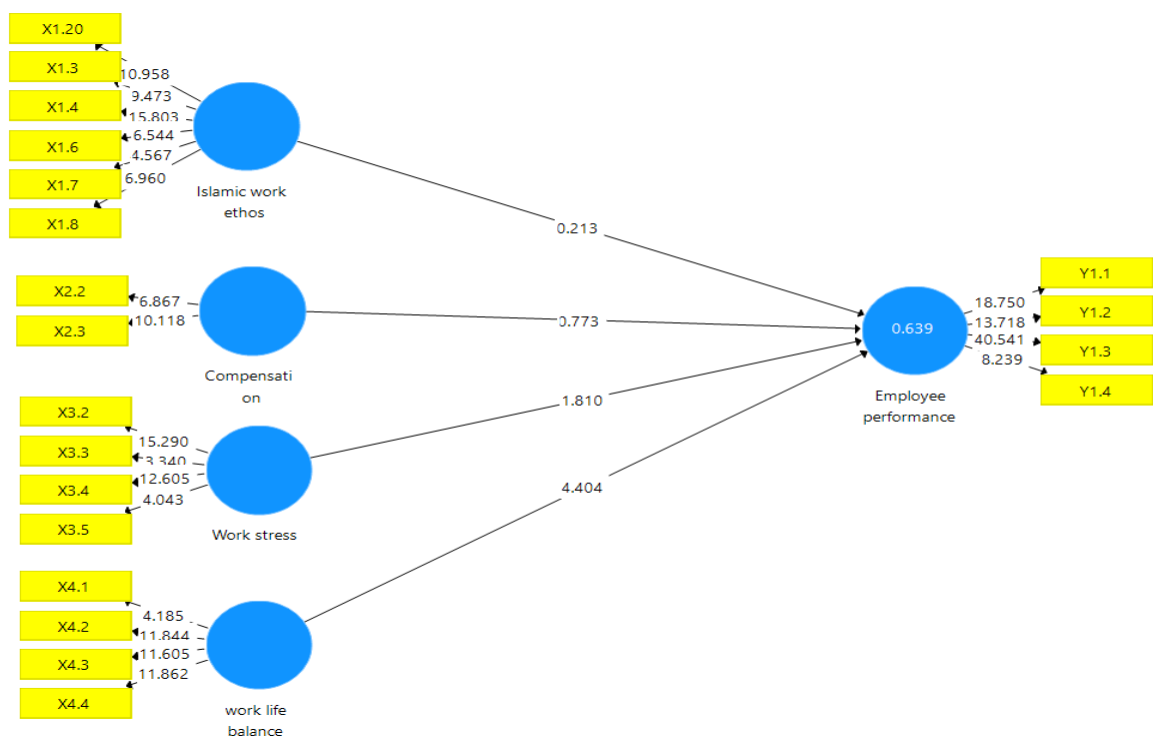 X1.20
X1.3
X1.4
X1.6
X1.7
X1.8
10.958
9.473
15.803
6.544
4.567
6.960
Islamic work
ethos
0.213
X2.2
X2.3
6.867
10.118
Compensati
on
0.773
X3.2
X3.3
X3.4
X3.5
15.290
3.340
12.605
4.043
Work stress
1.810
X4.1
X4.2
X4.3
X4.4
4.185
11.844
11.605
11.862
work life
balance
4.404
0.639
Employee
performance
18.750
13.718
40.541
8.239
Y1.1
Y1.2
Y1.3
Y1.4